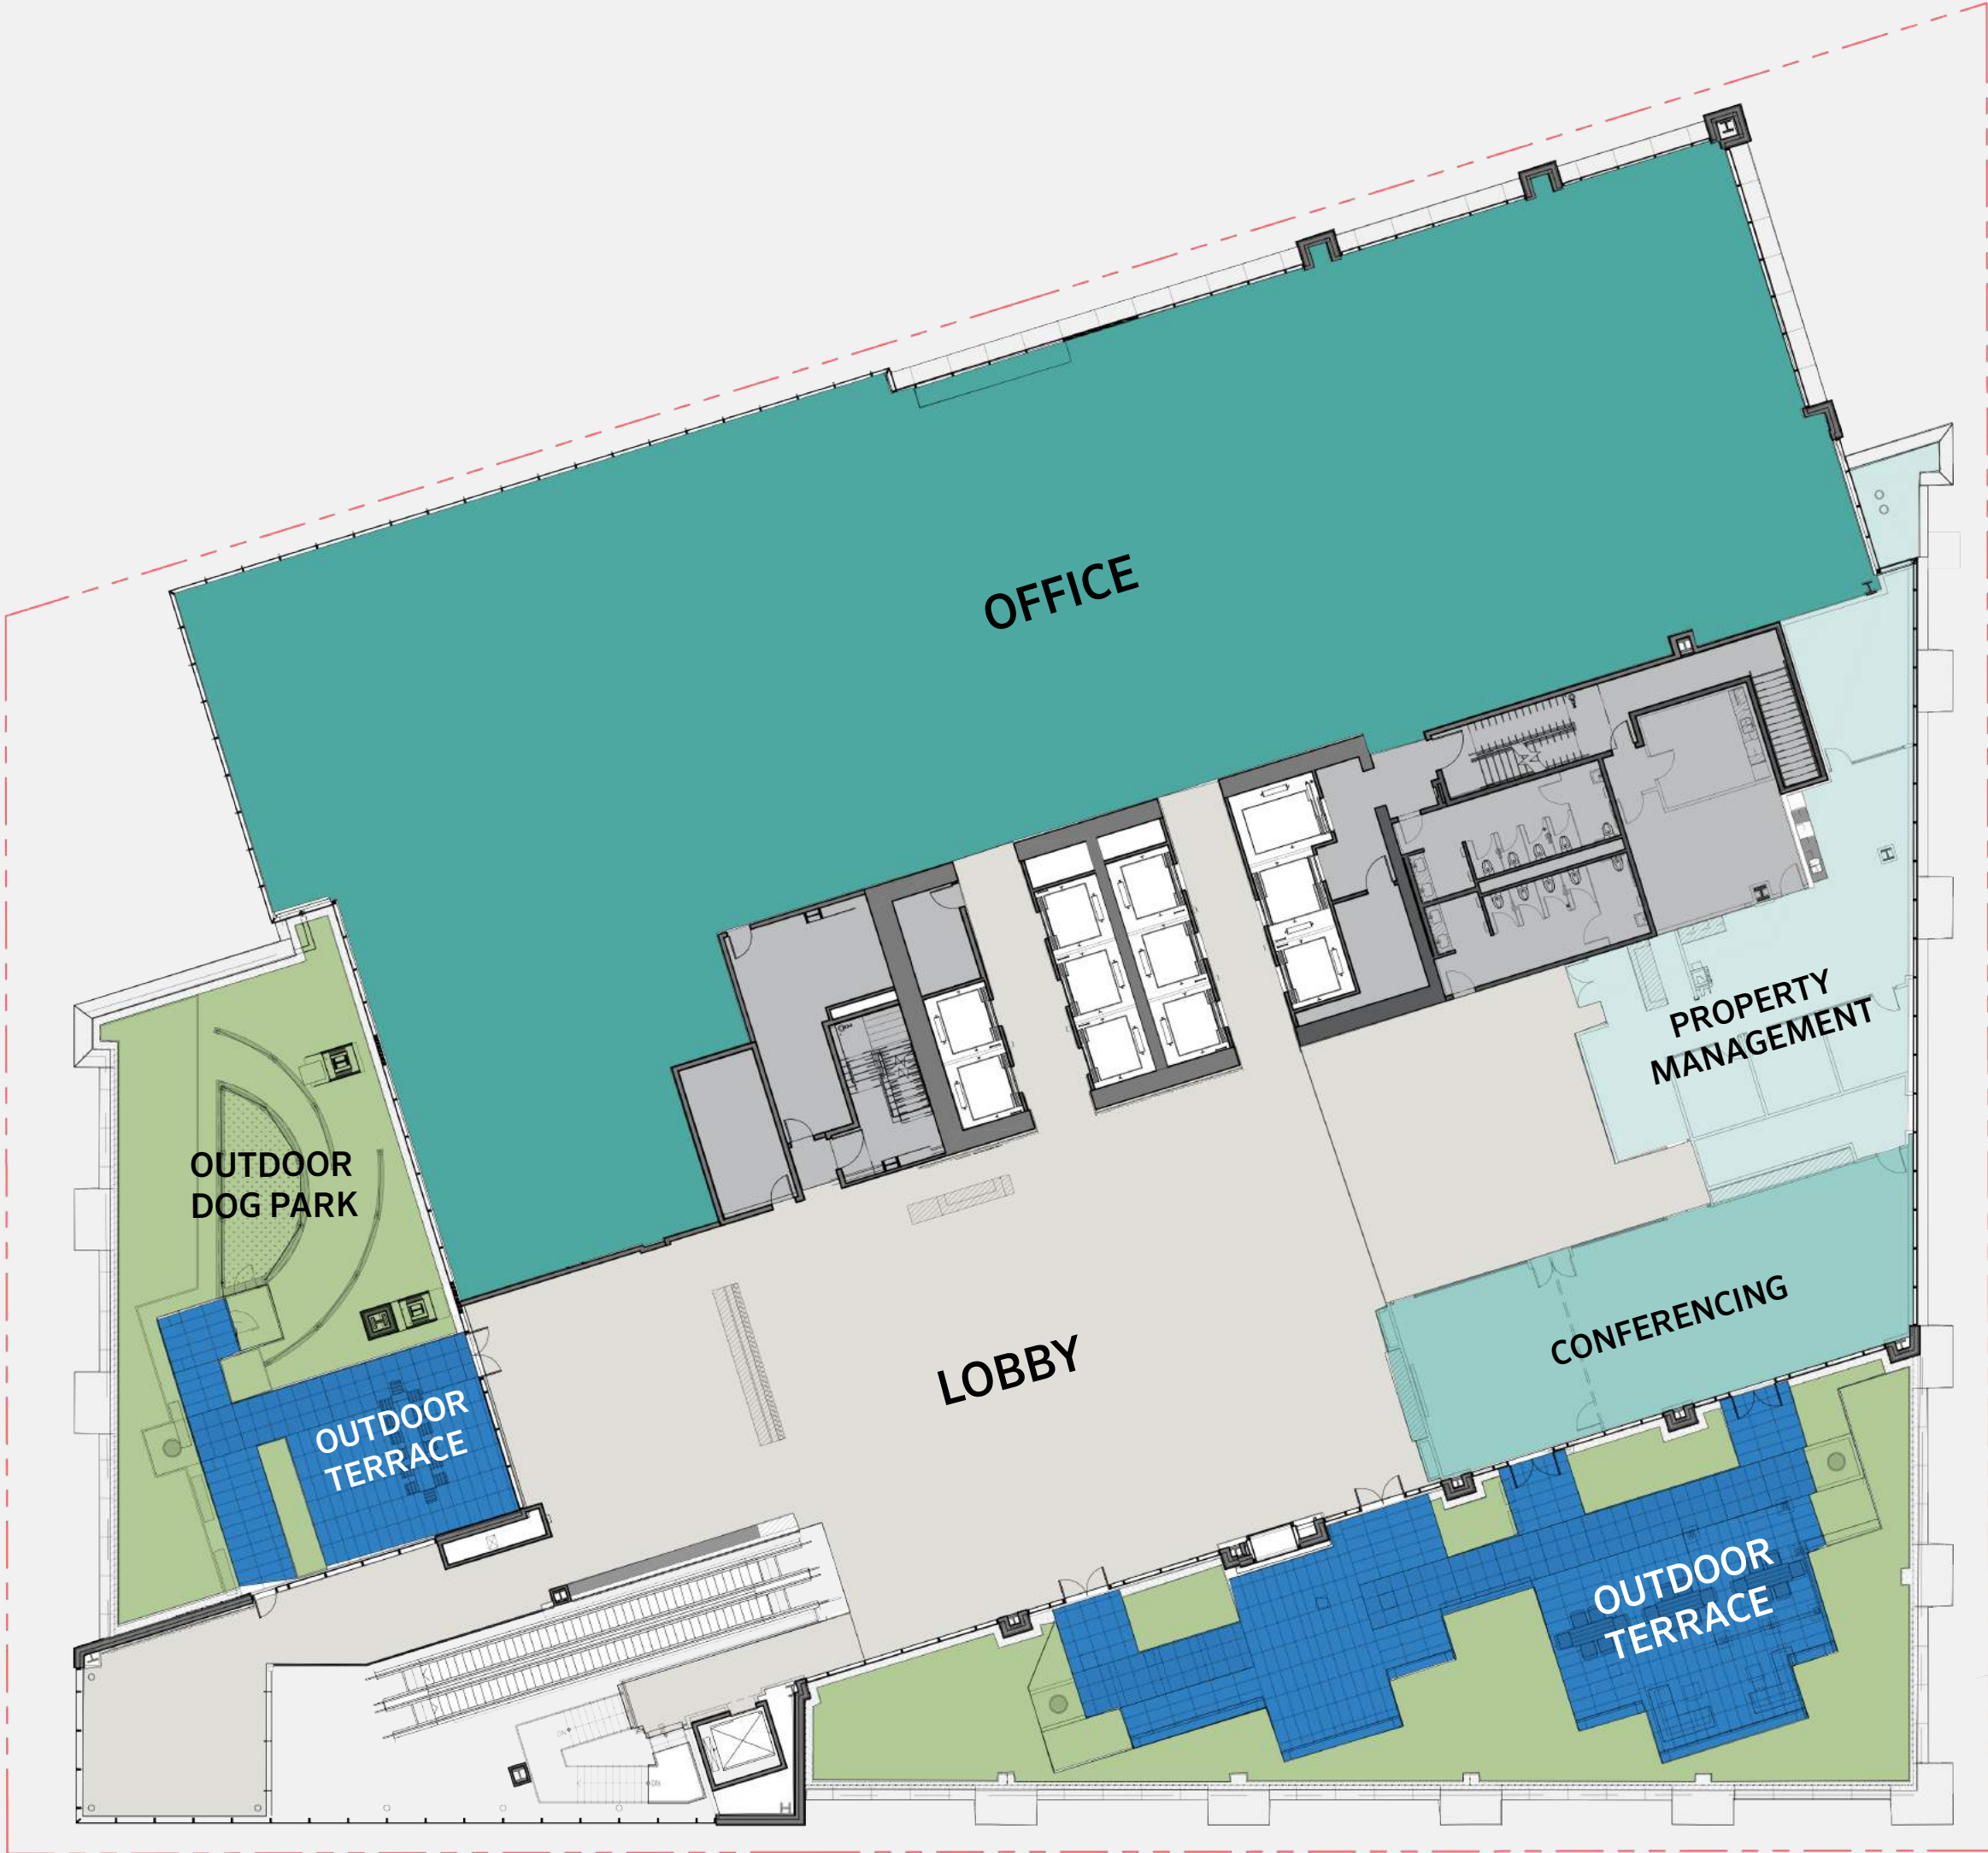 OFFICE
PROPERTY
MANAGEMENT
OUTDOOR
DOG PARK
CONFERENCING
LOBBY
OUTDOOR
TERRACE
OUTDOOR
TERRACE